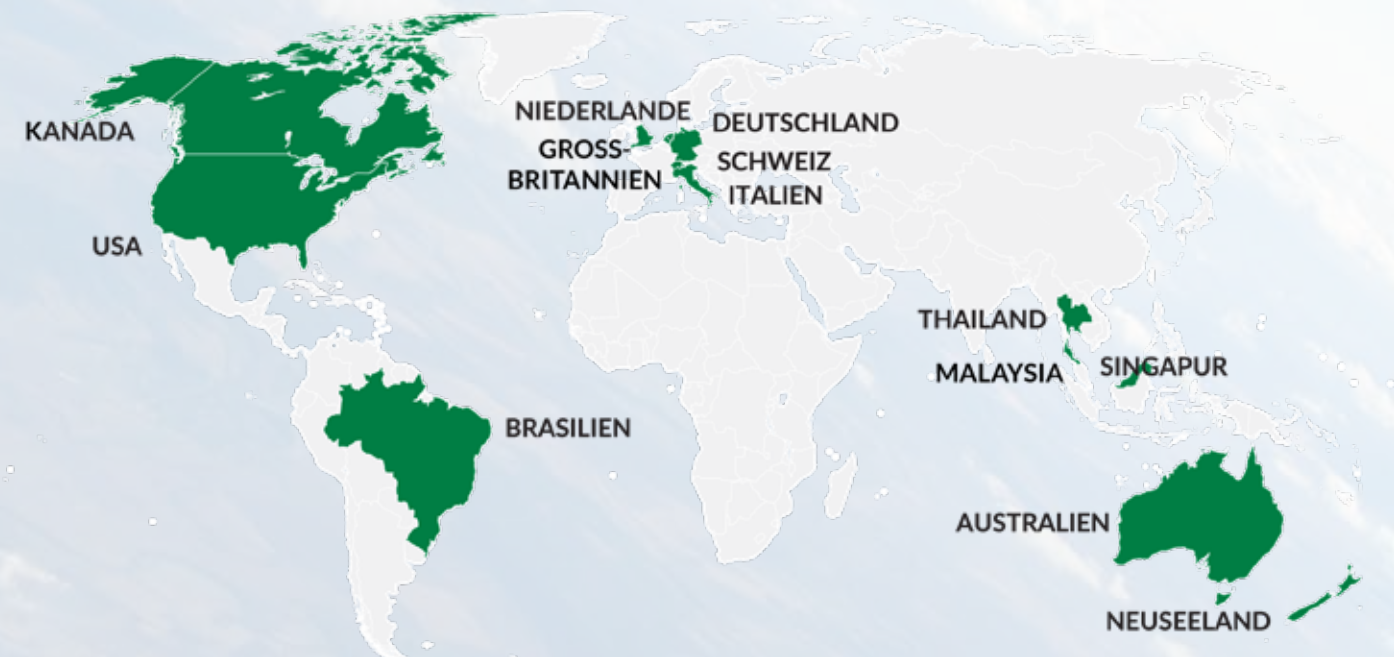 KANADA
USA
BRASILIEN
NIEDERLANDE
GROSS-
BRITANNIEN
DEUTSCHLAND
SCHWEIZ
ITALIEN
THAILAND
MALAYSIA
SINGAPUR
AUSTRALIEN
NEUSEELAND